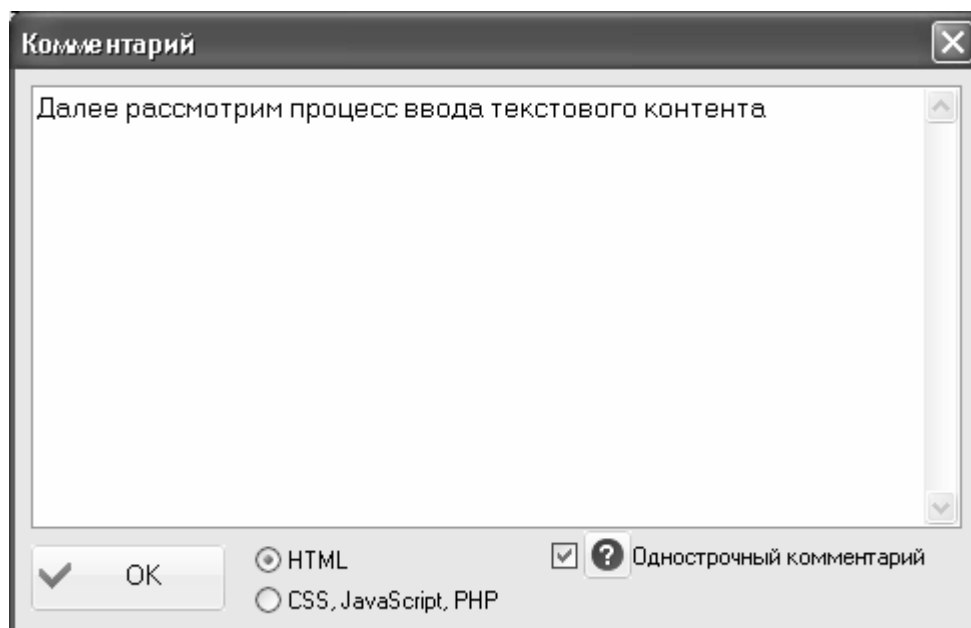 Комментарий
Далее рассмотрим процесс ввода текстового контента
OK
HTML
? Однострочный комментарий
CSS, JavaScript, PHP